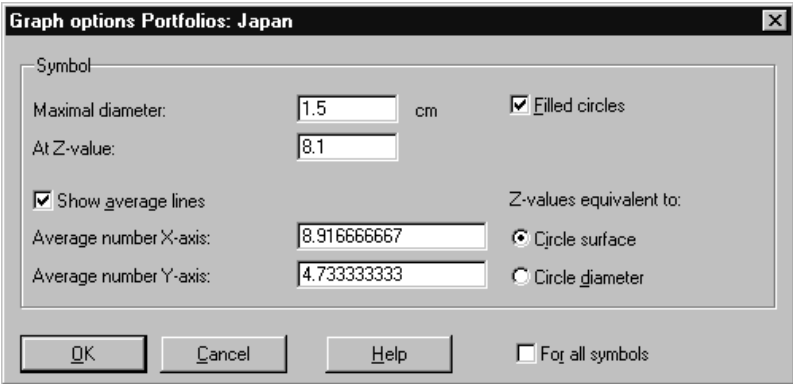 Graph options Portfolios: Japan
Symbol
Maximal diameter: 1.5 cm
Filled circles
At Z-value: 8.1
Show average lines
Z-values equivalent to:
Average number X-axis: 8.916666667
Circle surface
Average number Y-axis: 4.733333333
Circle diameter
OK Cancel Help
For all symbols